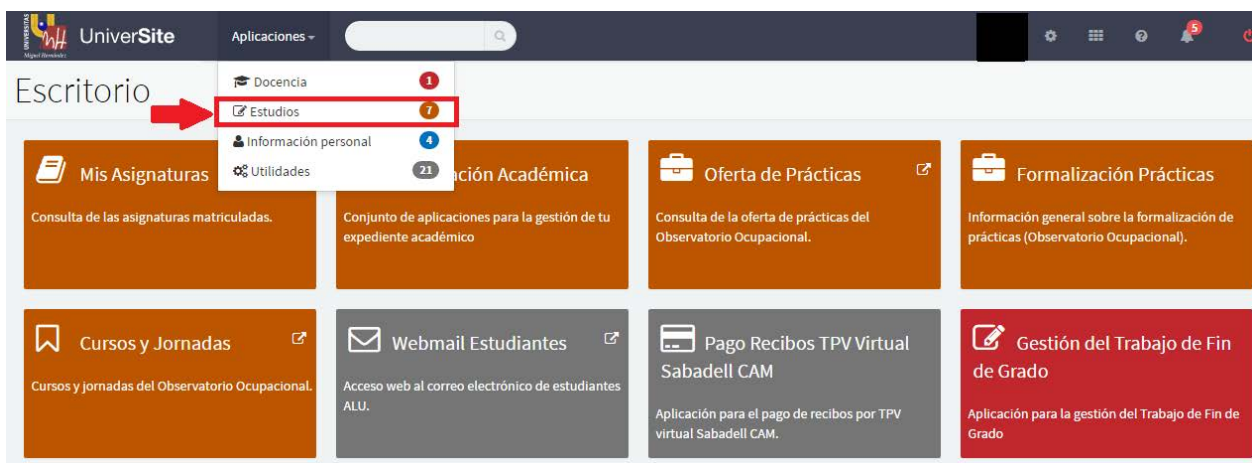 UNIVERSITAS
Miguel Hernández
UniverSite
Aplicaciones
5
Escritorio
Docencia 1
Estudios 7
Información personal 4
Utilidades 21
Mis Asignaturas
Consulta de las asignaturas matriculadas.
ción Académica
Conjunto de aplicaciones para la gestión de tu
expediente académico
Oferta de Prácticas
Consulta de la oferta de prácticas del
Observatorio Ocupacional.
Formalización Prácticas
Información general sobre la formalización de
prácticas (Observatorio Ocupacional).
Cursos y Jornadas
Cursos y jornadas del Observatorio Ocupacional.
Webmail Estudiantes
Acceso web al correo electrónico de estudiantes
ALU.
Pago Recibos TPV Virtual
Sabadell CAM
Aplicación para el pago de recibos por TPV
virtual Sabadell CAM.
Gestión del Trabajo de Fin
de Grado
Aplicación para la gestión del Trabajo de Fin de
Grado